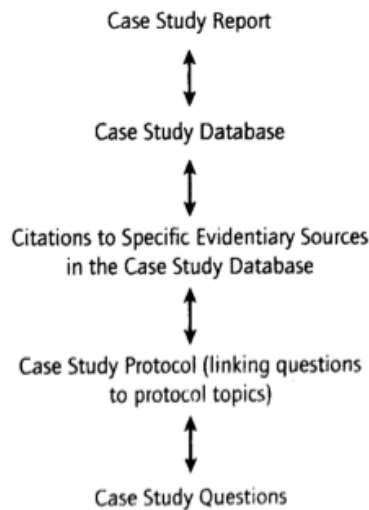 Case Study Report
Case Study Database
Citations to Specific Evidentiary Sources
in the Case Study Database
Case Study Protocol (linking questions
to protocol topics)
Case Study Questions